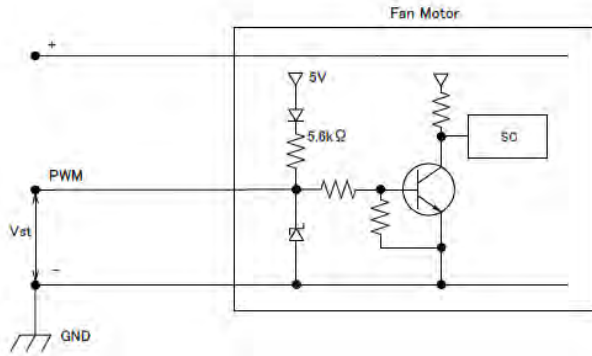 Fan Motor
+
5V
5.6kΩ
SC
PWM
Vst
−
GND